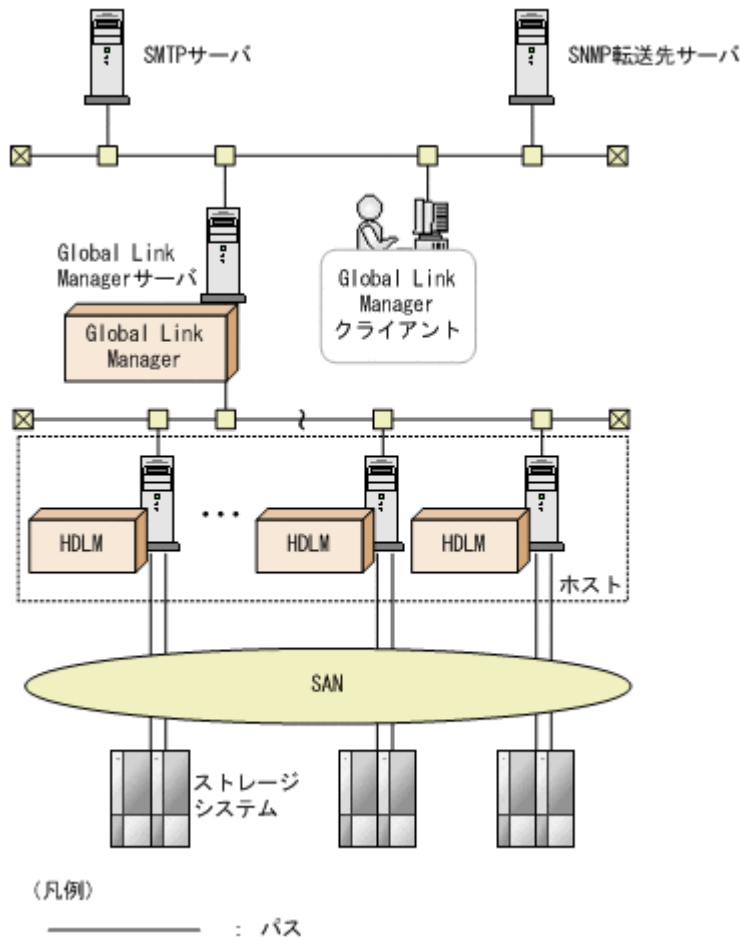 SMTPサーバ
SNMP転送先サーバ
Global Link
Managerサーバ
Global Link
Manager
Global Link
Manager
クライアント
...
HDLM
HDLM
HDLM
ホスト
SAN
ストレージ
システム
(凡例)
: パス